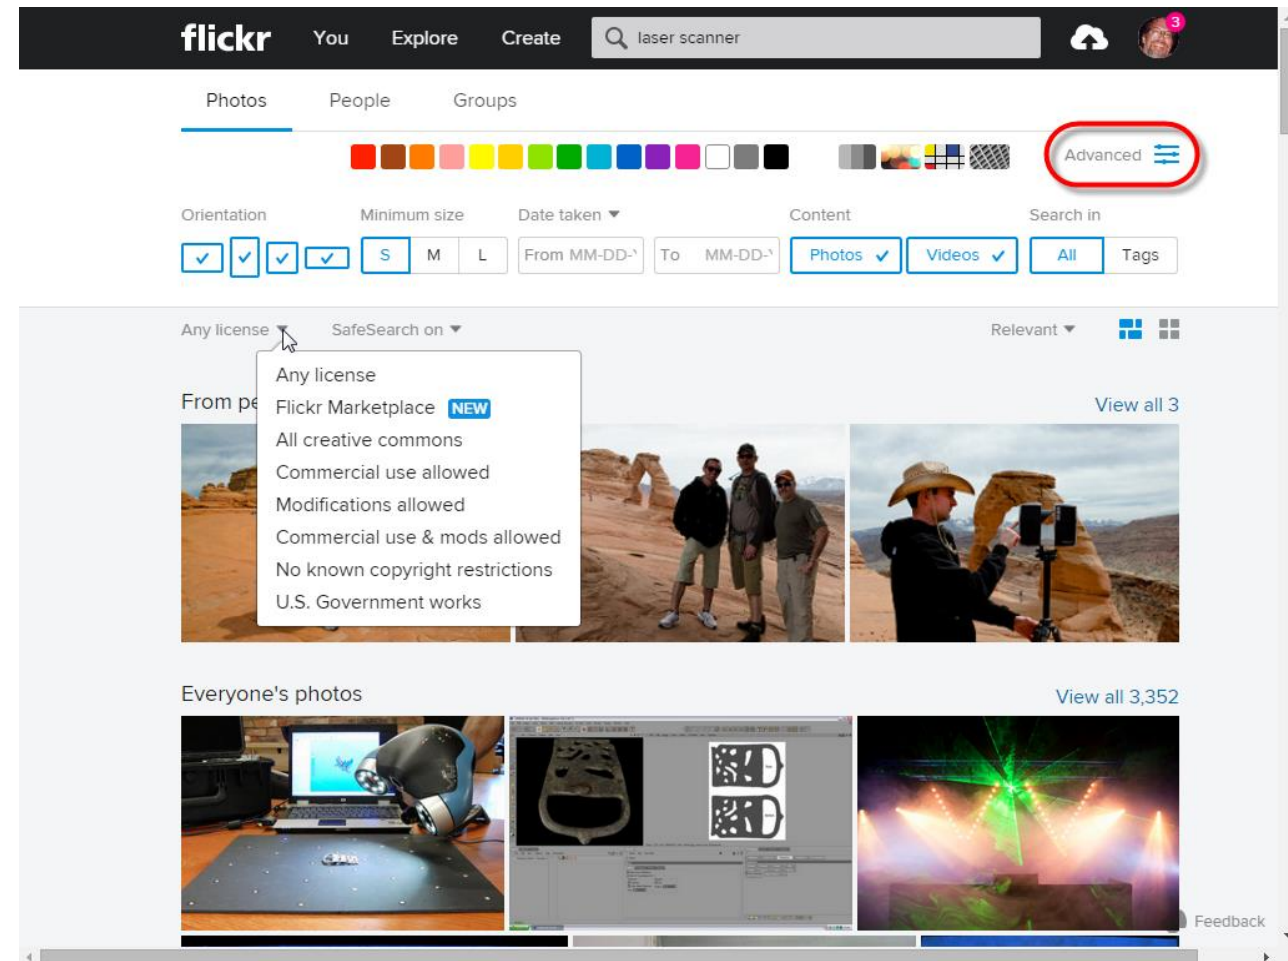 flickr You Explore Create laser scanner 3
Photos People Groups
Advanced
Orientation Minimum size Date taken Content Search in
S M L From MM-DD- To MM-DD- Photos Videos All Tags
Any license SafeSearch on Relevant
Any license
From pe View all 3
Flickr Marketplace NEW
All creative commons
Commercial use allowed
Modifications allowed
Commercial use & mods allowed
No known copyright restrictions
U.S. Government works
Everyone's photos View all 3,352
Feedback